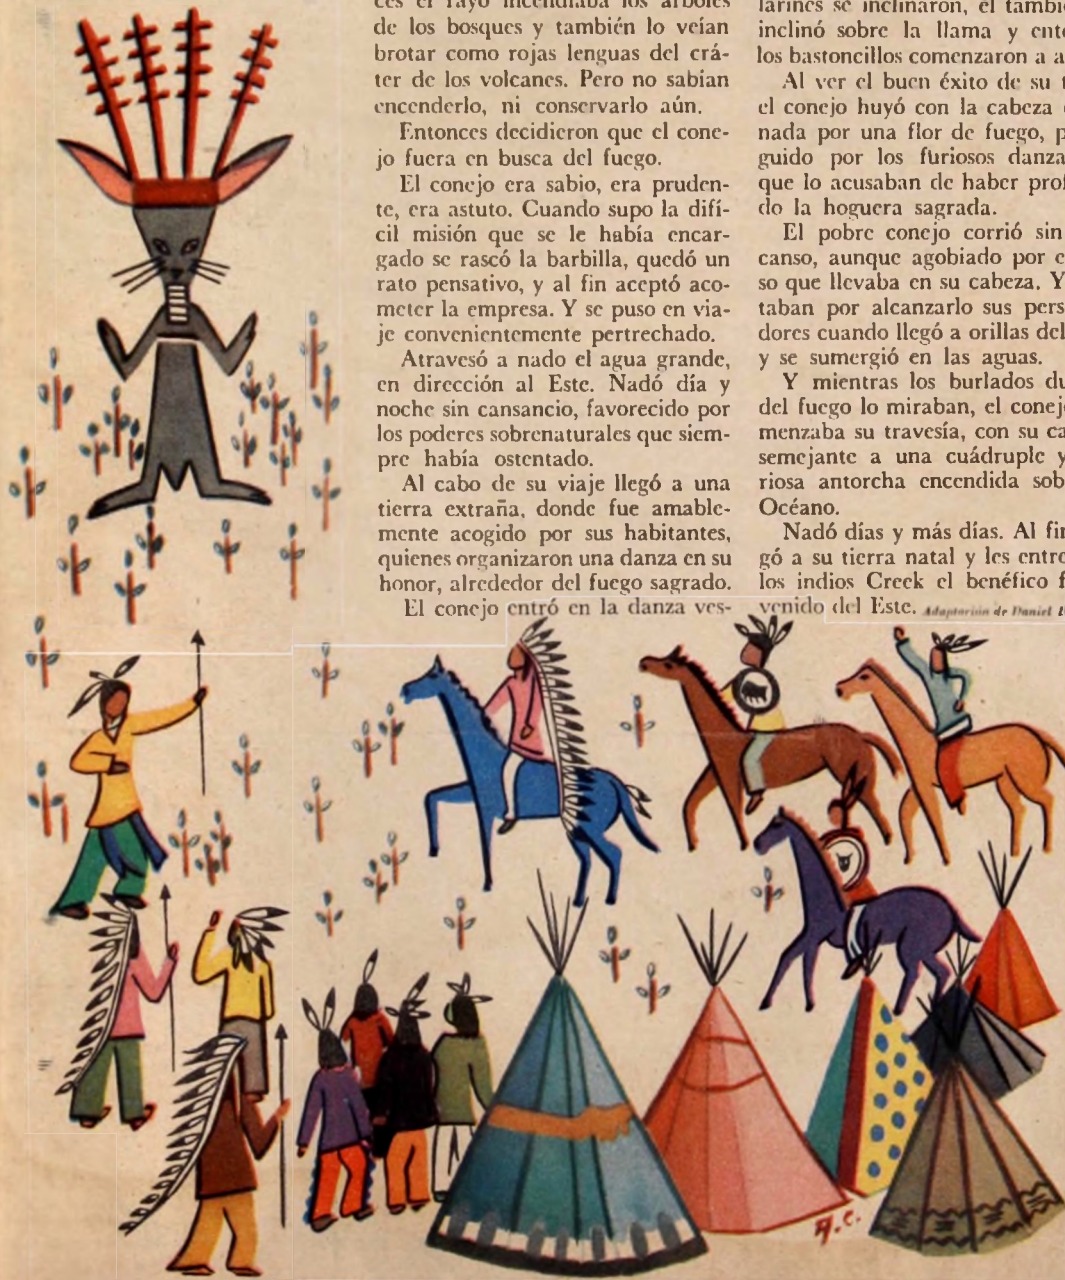 ces el rayo incendiaba los árboles
de los bosques y también lo veían
brotar como rojas lenguas del crá-
ter de los volcanes. Pero no sabían
encenderlo, ni conservarlo aún.
Entonces decidieron que el cone-
jo fuera en busca del fuego.
El conejo era sabio, era pruden-
te, era astuto. Cuando supo la difí-
cil misión que se le había encar-
gado se rascó la barbilla, quedó un
rato pensativo, y al fin aceptó aco-
meter la empresa. Y se puso en via-
je convenientemente pertrechado.
Atravesó a nado el agua grande,
en dirección al Este. Nadó día y
noche sin cansancio, favorecido por
los poderes sobrenaturales que siem-
pre había ostentado.
Al cabo de su viaje llegó a una
tierra extraña, donde fue amable-
mente acogido por sus habitantes,
quienes organizaron una danza en su
honor, alrededor del fuego sagrado.
El conejo entró en la danza ves-
larines se inclinaron, él tambié
inclinó sobre la llama y ent
los bastoncillos comenzaron a a
Al ver el buen éxito de su t
el conejo huyó con la cabeza
nada por una flor de fuego, p
guido por los furiosos danza
que lo acusaban de haber prof
do la hoguera sagrada.
El pobre conejo corrió sin
canso, aunque agobiado por e
so que llevaba en su cabeza. Y
taban por alcanzarlo sus pers
dores cuando llegó a orillas del
y se sumergió en las aguas.
Y mientras los burlados du
del fuego lo miraban, el conej
menzaba su travesía, con su ca
semejante a una cuádruple y
riosa antorcha encendida sob
Océano.
Nadó días y más días. Al fin
gó a su tierra natal y les entre
los indios Creek el benéfico f
venido del Este. Adaptación de Daniel
A.C.